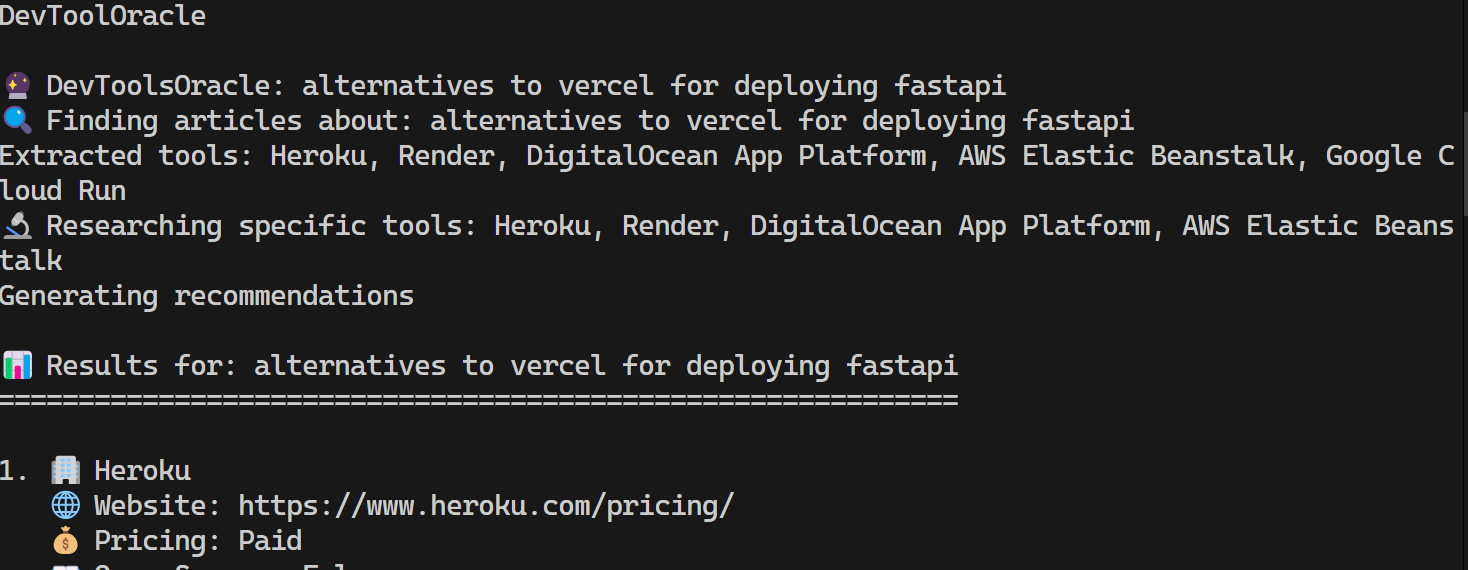 DevToolOracle
🔮 DevToolsOracle: alternatives to vercel for deploying fastapi
🔍 Finding articles about: alternatives to vercel for deploying fastapi
Extracted tools: Heroku, Render, DigitalOcean App Platform, AWS Elastic Beanstalk, Google C
loud Run
🔬 Researching specific tools: Heroku, Render, DigitalOcean App Platform, AWS Elastic Beans
talk
Generating recommendations
📊 Results for: alternatives to vercel for deploying fastapi
============================================================
1. 🏢 Heroku
🌐 Website: https://www.heroku.com/pricing/
💰 Pricing: Paid